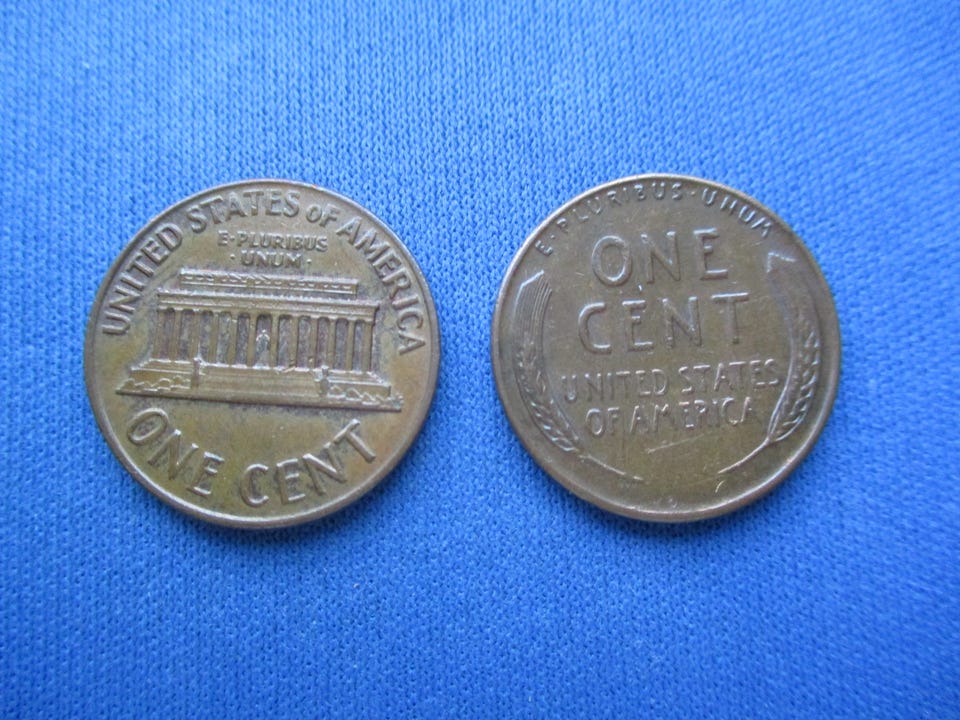 UNITED STATES OF AMERICA
E·PLURIBUS
·UNUM·
ONE CENT
E·PLURIBUS·UNUM
ONE
CENT
UNITED STATES
OF AMERICA